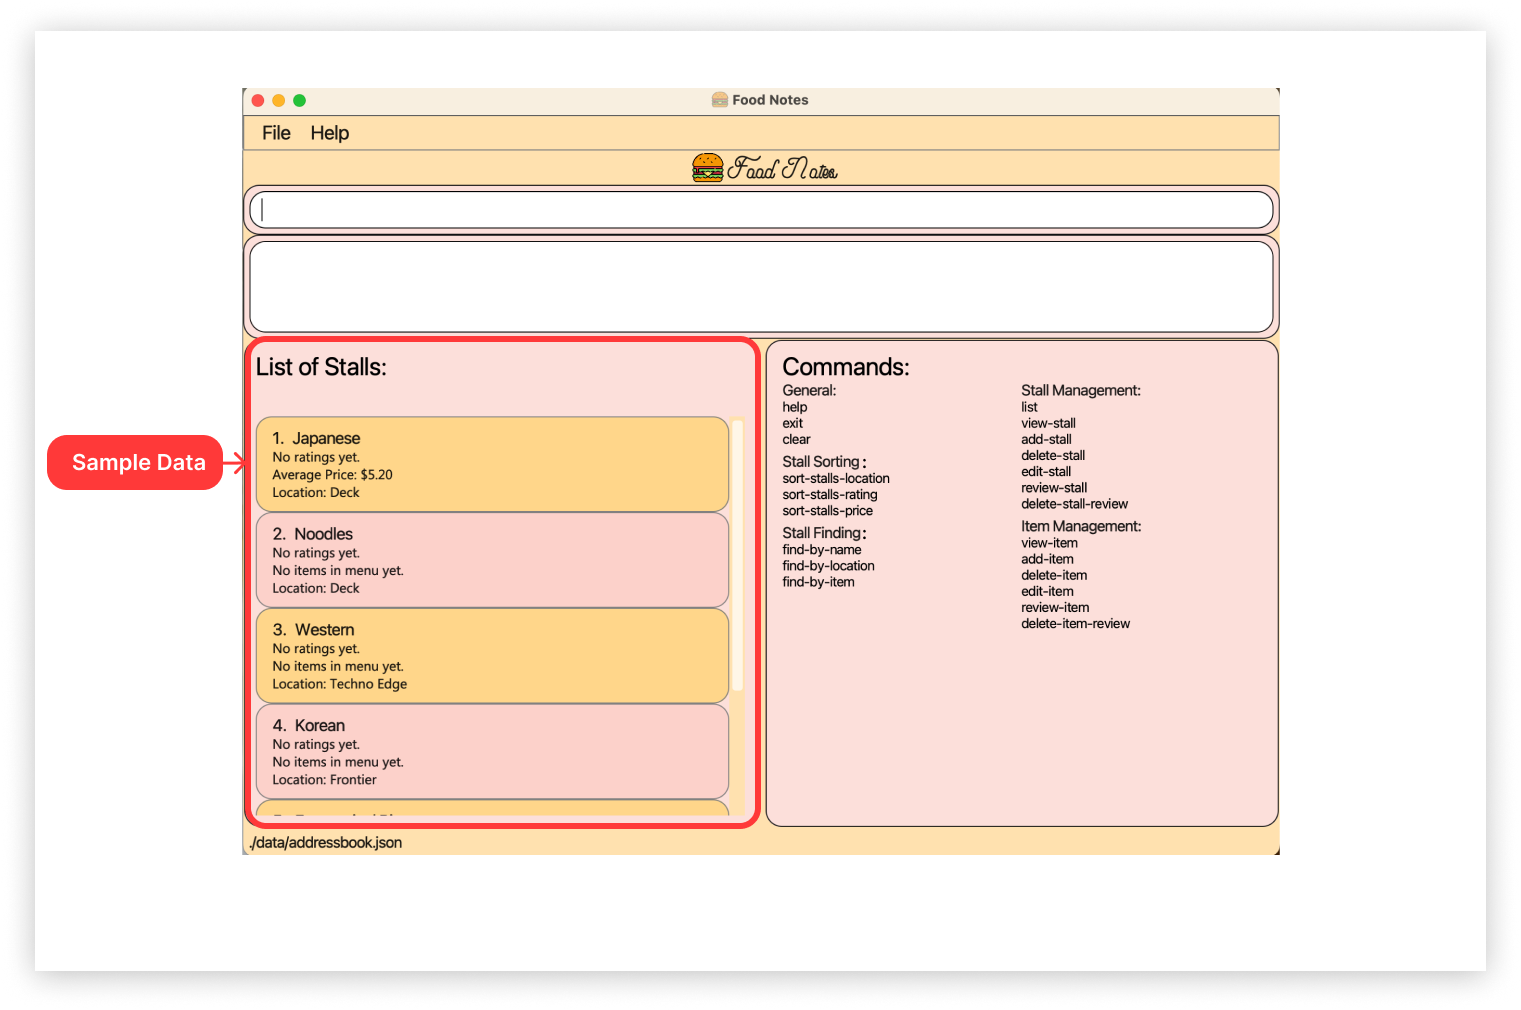 Food Notes
File Help
Food Notes
Sample Data
List of Stalls:
1. Japanese
No ratings yet.
Average Price: $5.20
Location: Deck
2. Noodles
No ratings yet.
No items in menu yet.
Location: Deck
3. Western
No ratings yet.
No items in menu yet.
Location: Techno Edge
4. Korean
No ratings yet.
No items in menu yet.
Location: Frontier
Commands:
General:
help
exit
clear
Stall Sorting:
sort-stalls-location
sort-stalls-rating
sort-stalls-price
Stall Finding:
find-by-name
find-by-location
find-by-item
Stall Management:
list
view-stall
add-stall
delete-stall
edit-stall
review-stall
delete-stall-review
Item Management:
view-item
add-item
delete-item
edit-item
review-item
delete-item-review
./data/addressbook.json